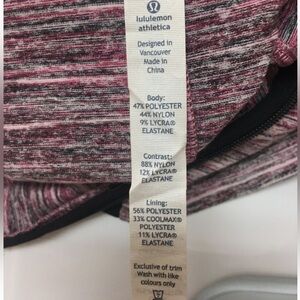 lululemon
athletica
Designed in
Vancouver
Made in
China
Body:
47% POLYESTER
44% NYLON
9% LYCRA®
ELASTANE
Contrast:
88% NYLON
12% LYCRA®
ELASTANE
Lining:
56% POLYESTER
33% COOLMAX®
POLYESTER
11% LYCRA®
ELASTANE
Exclusive of trim
Wash with like
colours only